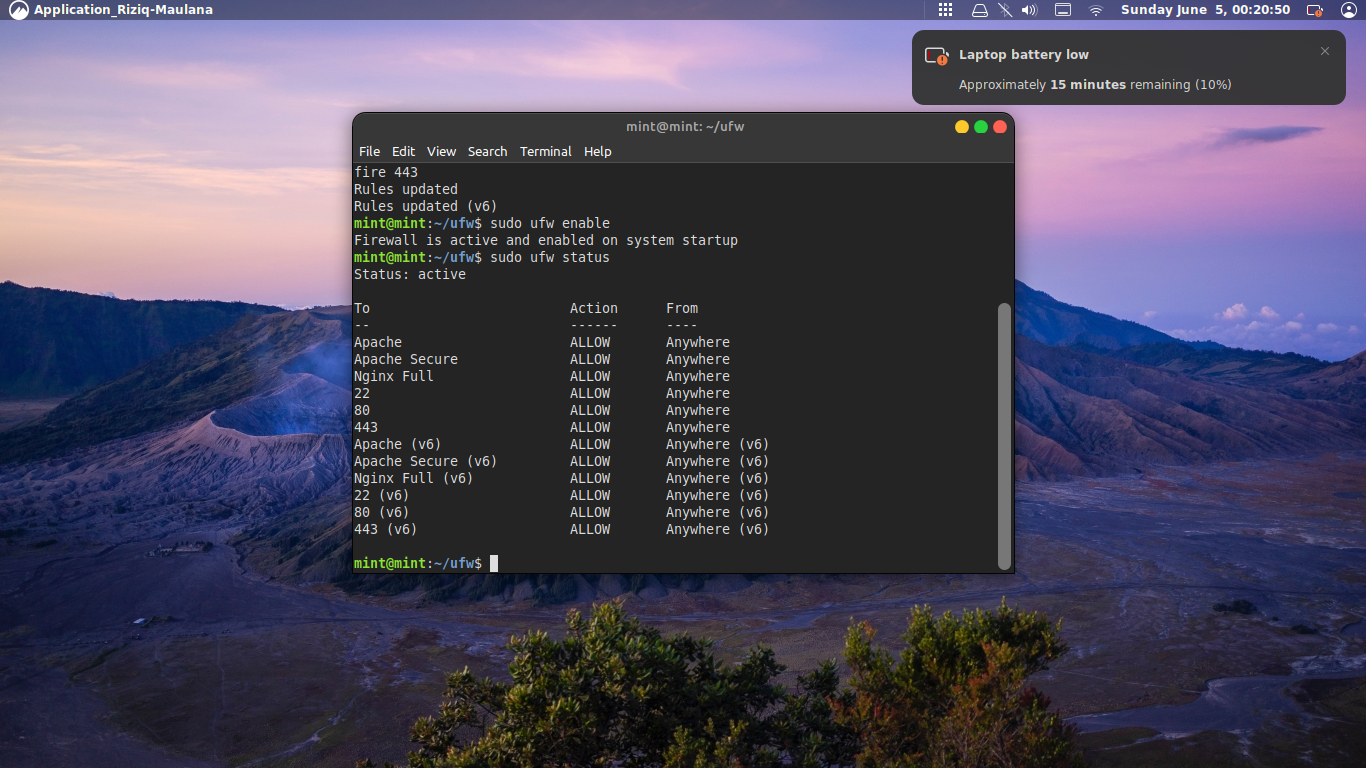 Application_Riziq-Maulana
Sunday June 5, 00:20:50
Laptop battery low
Approximately 15 minutes remaining (10%)
mint@mint: ~/ufw
File Edit View Search Terminal Help
fire 443
Rules updated
Rules updated (v6)
mint@mint:~/ufw$ sudo ufw enable
Firewall is active and enabled on system startup
mint@mint:~/ufw$ sudo ufw status
Status: active
To Action From
-- ------ ----
Apache ALLOW Anywhere
Apache Secure ALLOW Anywhere
Nginx Full ALLOW Anywhere
22 ALLOW Anywhere
80 ALLOW Anywhere
443 ALLOW Anywhere
Apache (v6) ALLOW Anywhere (v6)
Apache Secure (v6) ALLOW Anywhere (v6)
Nginx Full (v6) ALLOW Anywhere (v6)
22 (v6) ALLOW Anywhere (v6)
80 (v6) ALLOW Anywhere (v6)
443 (v6) ALLOW Anywhere (v6)
mint@mint:~/ufw$